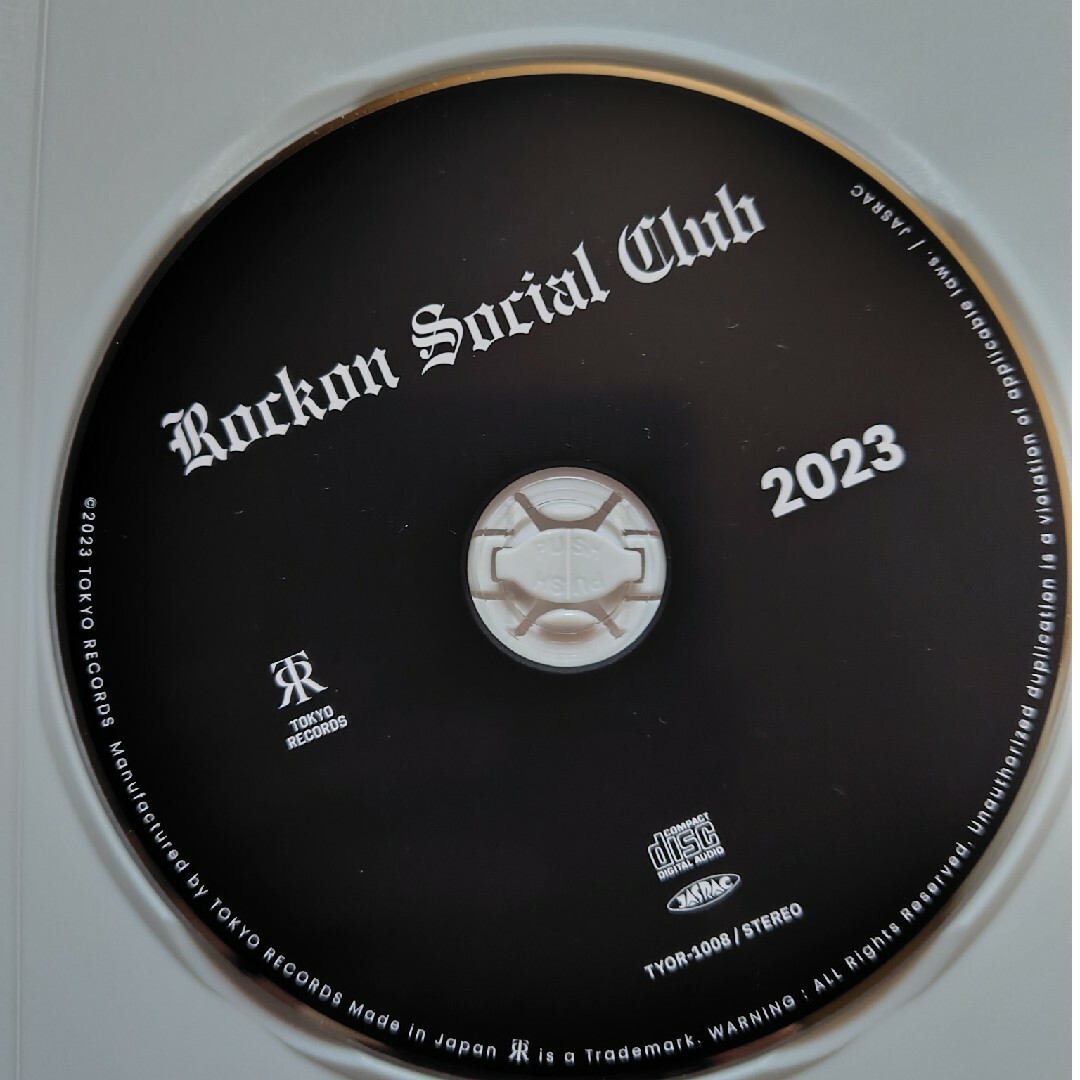 Rockon Social Club
2023
TOKYO
RECORDS
COMPACT
disc
DIGITAL AUDIO
JASRAC
TYOR-1008 / STEREO
©2023 TOKYO RECORDS Manufactured by TOKYO RECORDS Made in Japan TR is a Trademark. WARNING : ALL Rights Reserved. Unauthorized duplication is a violation of applicable laws. / JASRAC
PUSH
PUSH